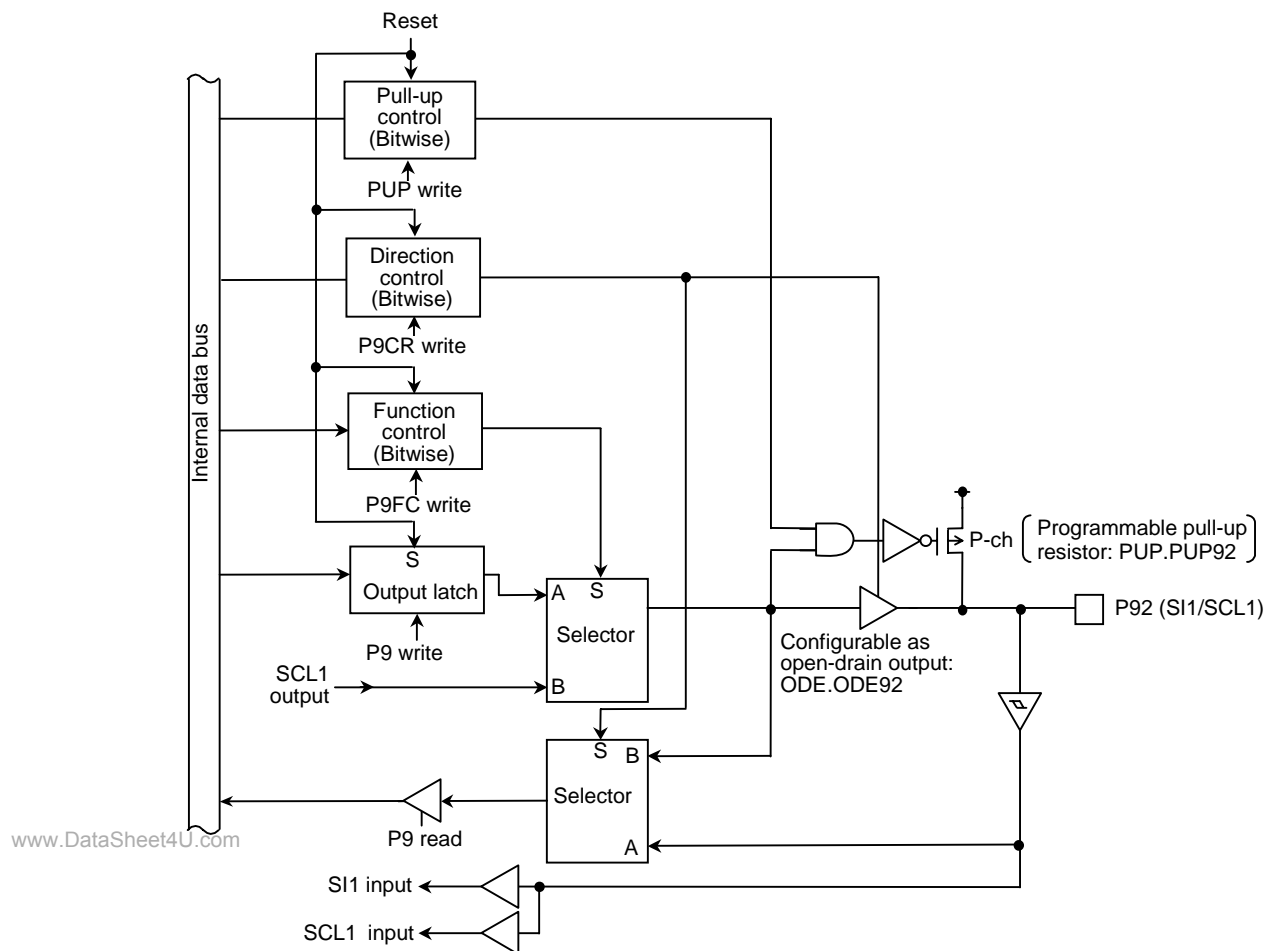 Reset
Pull-up
control
(Bitwise)
PUP write
Direction
control
(Bitwise)
P9CR write
Internal data bus
Function
control
(Bitwise)
P9FC write
S
Output latch
P9 write
A
S
Selector
B
SCL1
output
P-ch
Programmable pull-up
resistor: PUP.PUP92
P92 (SI1/SCL1)
Configurable as
open-drain output:
ODE.ODE92
S
B
Selector
A
P9 read
www.DataSheet4U.com
SI1 input
SCL1 input